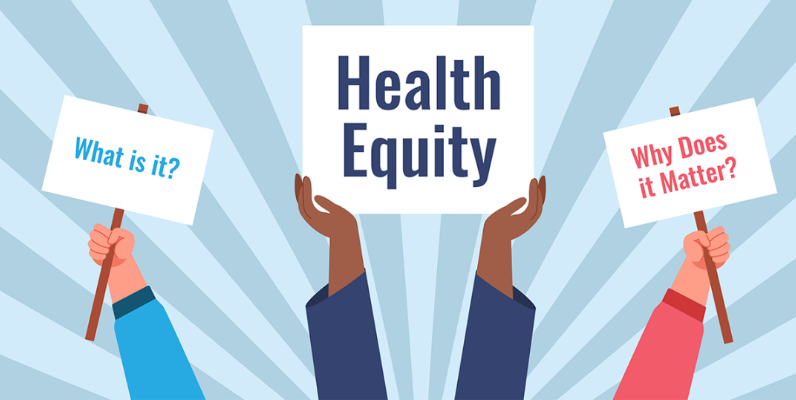 What is it?
Health
Equity
Why Does
it Matter?